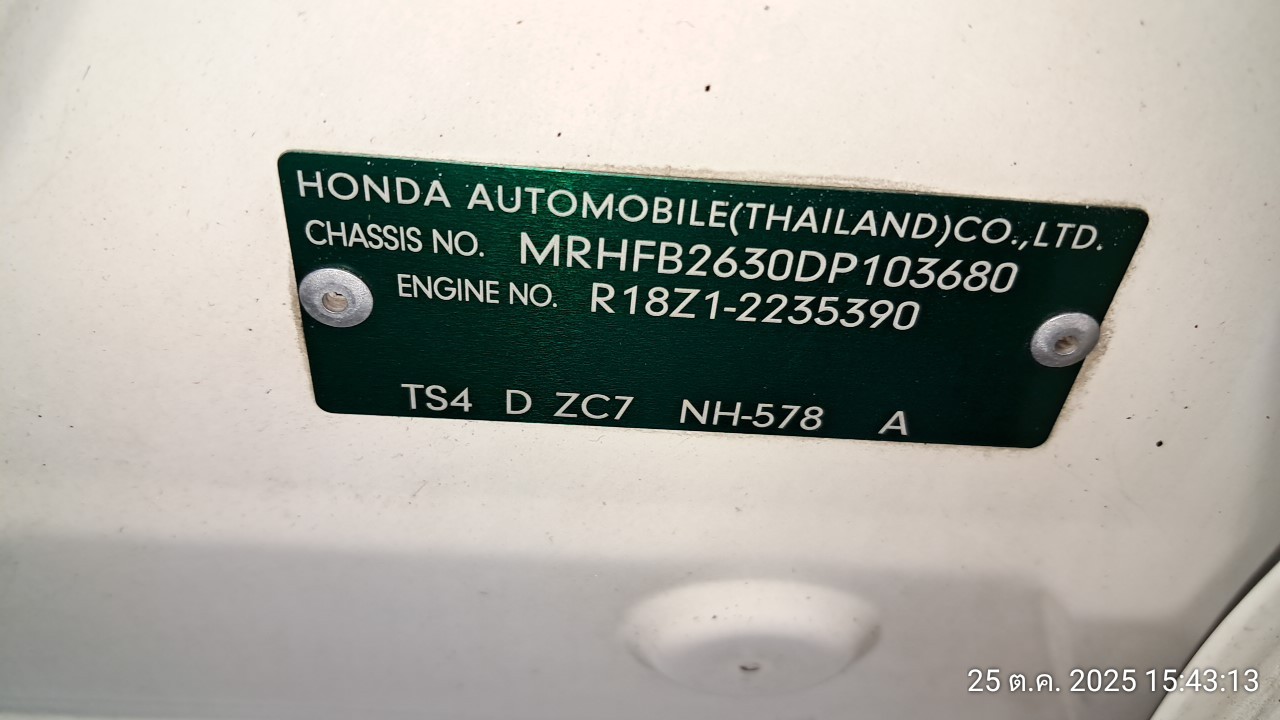 HONDA AUTOMOBILE(THAILAND)CO.,LTD.
CHASSIS NO. MRHFB2630DP103680
ENGINE NO. R18Z1-2235390
TS4 D ZC7 NH-578 A
25 ต.ค. 2025 15:43:13